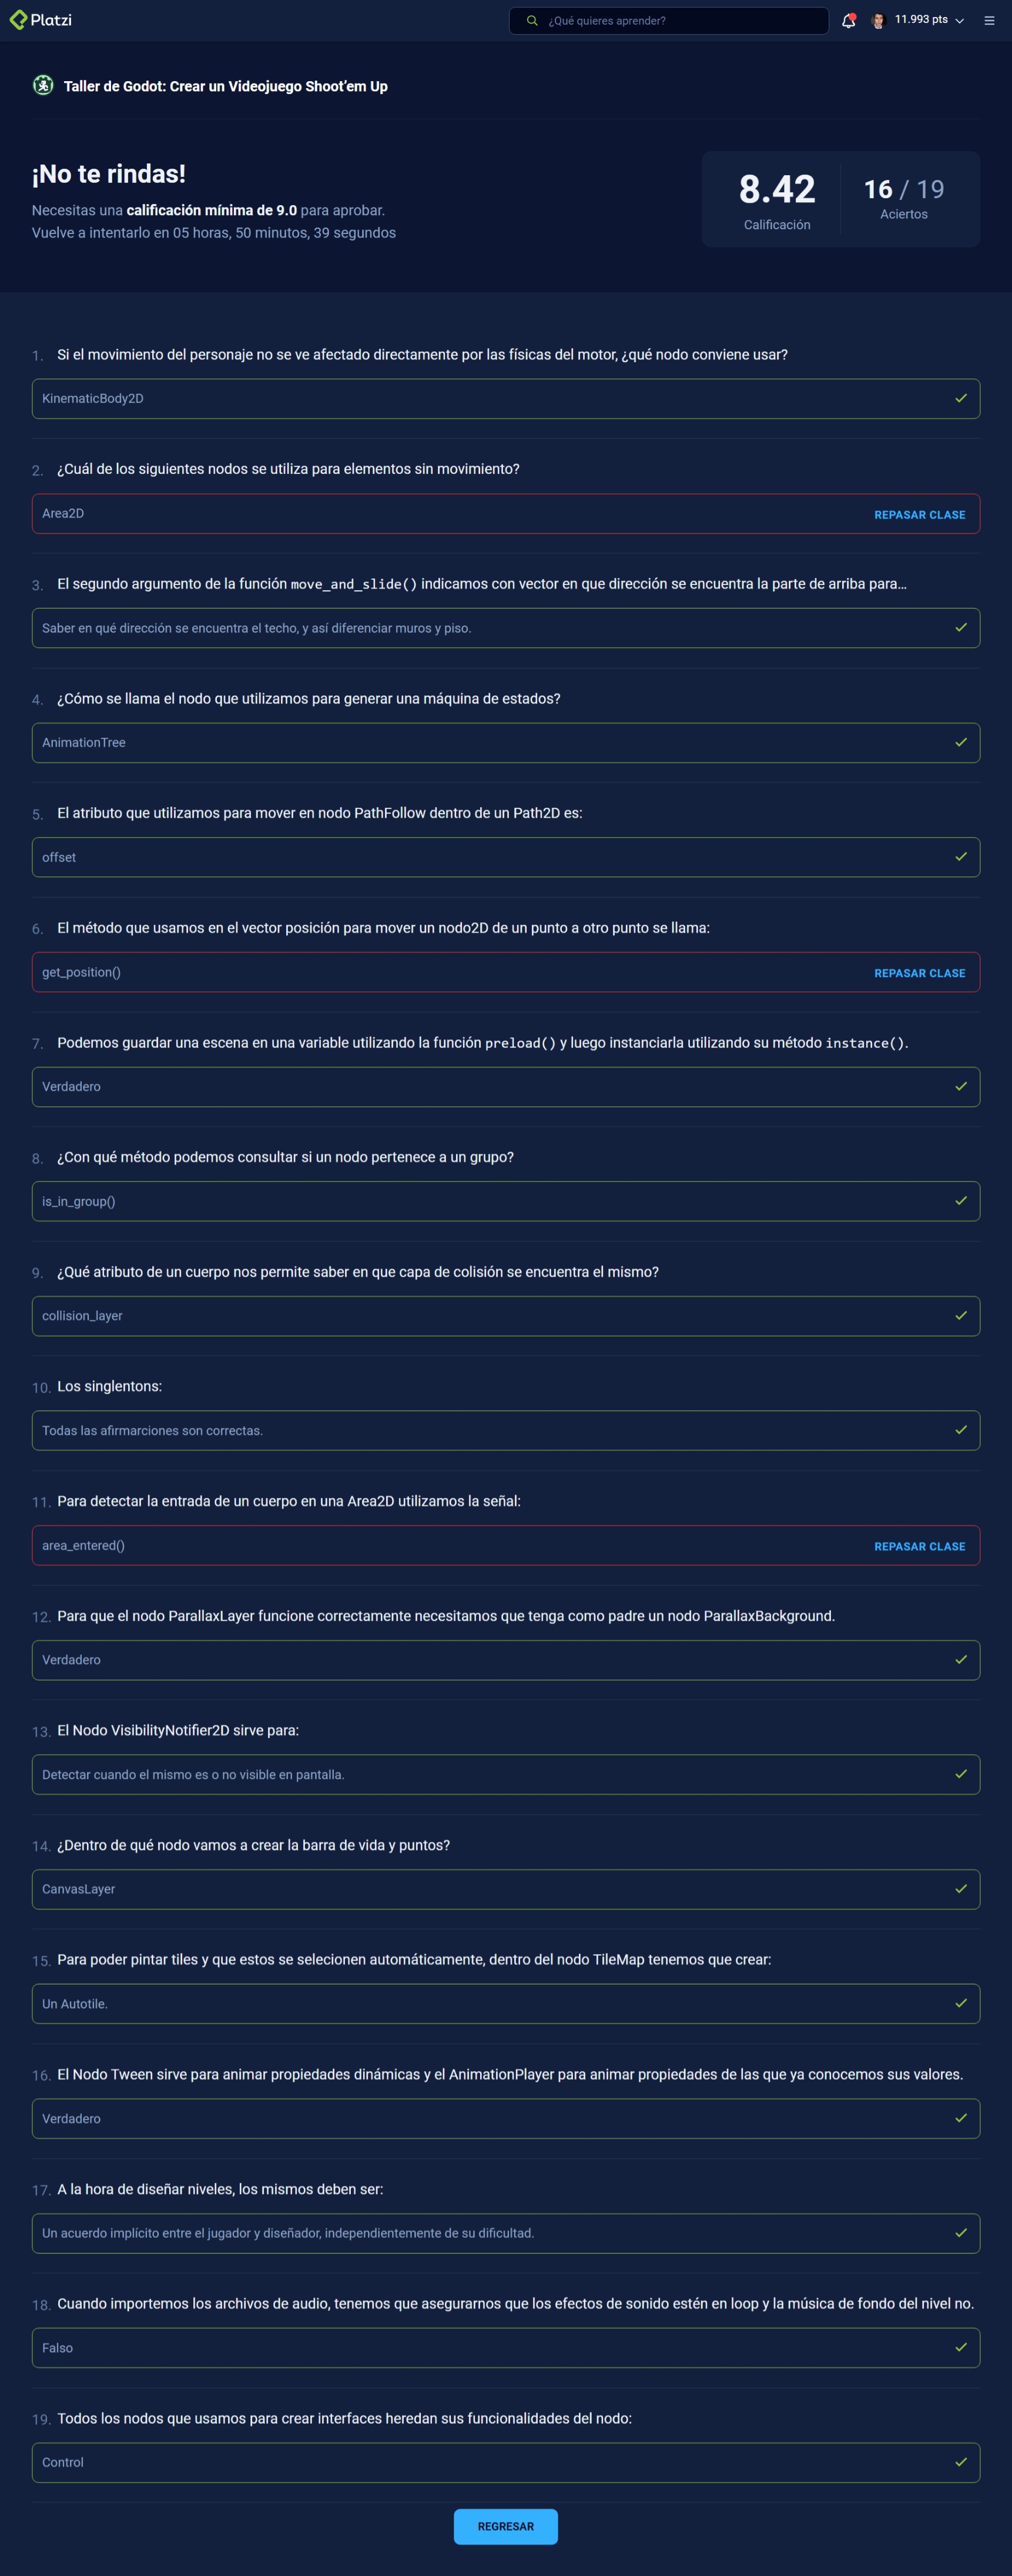 Platzi
¿Qué quieres aprender?
11.993 pts
Taller de Godot: Crear un Videojuego Shoot'em Up
¡No te rindas!
Necesitas una calificación mínima de 9.0 para aprobar.
Vuelve a intentarlo en 05 horas, 50 minutos, 39 segundos
8.42
Calificación
16 / 19
Aciertos
1. Si el movimiento del personaje no se ve afectado directamente por las físicas del motor, ¿qué nodo conviene usar?
KinematicBody2D
2. ¿Cuál de los siguientes nodos se utiliza para elementos sin movimiento?
Area2D
REPASAR CLASE
3. El segundo argumento de la función move_and_slide() indicamos con vector en que dirección se encuentra la parte de arriba para...
Saber en qué dirección se encuentra el techo, y así diferenciar muros y piso.
4. ¿Cómo se llama el nodo que utilizamos para generar una máquina de estados?
AnimationTree
5. El atributo que utilizamos para mover en nodo PathFollow dentro de un Path2D es:
offset
6. El método que usamos en el vector posición para mover un nodo2D de un punto a otro punto se llama:
get_position()
REPASAR CLASE
7. Podemos guardar una escena en una variable utilizando la función preload() y luego instanciarla utilizando su método instance().
Verdadero
8. ¿Con qué método podemos consultar si un nodo pertenece a un grupo?
is_in_group()
9. ¿Qué atributo de un cuerpo nos permite saber en que capa de colisión se encuentra el mismo?
collision_layer
10. Los singlentons:
Todas las afirmarciones son correctas.
11. Para detectar la entrada de un cuerpo en una Area2D utilizamos la señal:
area_entered()
REPASAR CLASE
12. Para que el nodo ParallaxLayer funcione correctamente necesitamos que tenga como padre un nodo ParallaxBackground.
Verdadero
13. El Nodo VisibilityNotifier2D sirve para:
Detectar cuando el mismo es o no visible en pantalla.
14. ¿Dentro de qué nodo vamos a crear la barra de vida y puntos?
CanvasLayer
15. Para poder pintar tiles y que estos se selecionen automáticamente, dentro del nodo TileMap tenemos que crear:
Un Autotile.
16. El Nodo Tween sirve para animar propiedades dinámicas y el AnimationPlayer para animar propiedades de las que ya conocemos sus valores.
Verdadero
17. A la hora de diseñar niveles, los mismos deben ser:
Un acuerdo implícito entre el jugador y diseñador, independientemente de su dificultad.
18. Cuando importemos los archivos de audio, tenemos que asegurarnos que los efectos de sonido estén en loop y la música de fondo del nivel no.
Falso
19. Todos los nodos que usamos para crear interfaces heredan sus funcionalidades del nodo:
Control
REGRESAR